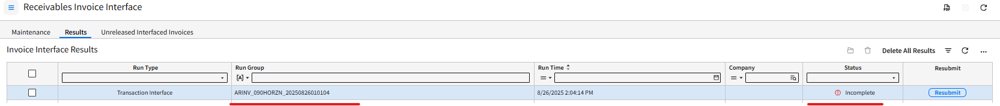 Receivables Invoice Interface
PDF
Maintenance Results Unreleased Interfaced Invoices
Invoice Interface Results
Delete All Results
Run Type Run Group Run Time Company Status Resubmit
[A] = =
Transaction Interface ARINV_090HORZN_20250826010104 8/26/2025 2:04:14 PM Incomplete Resubmit